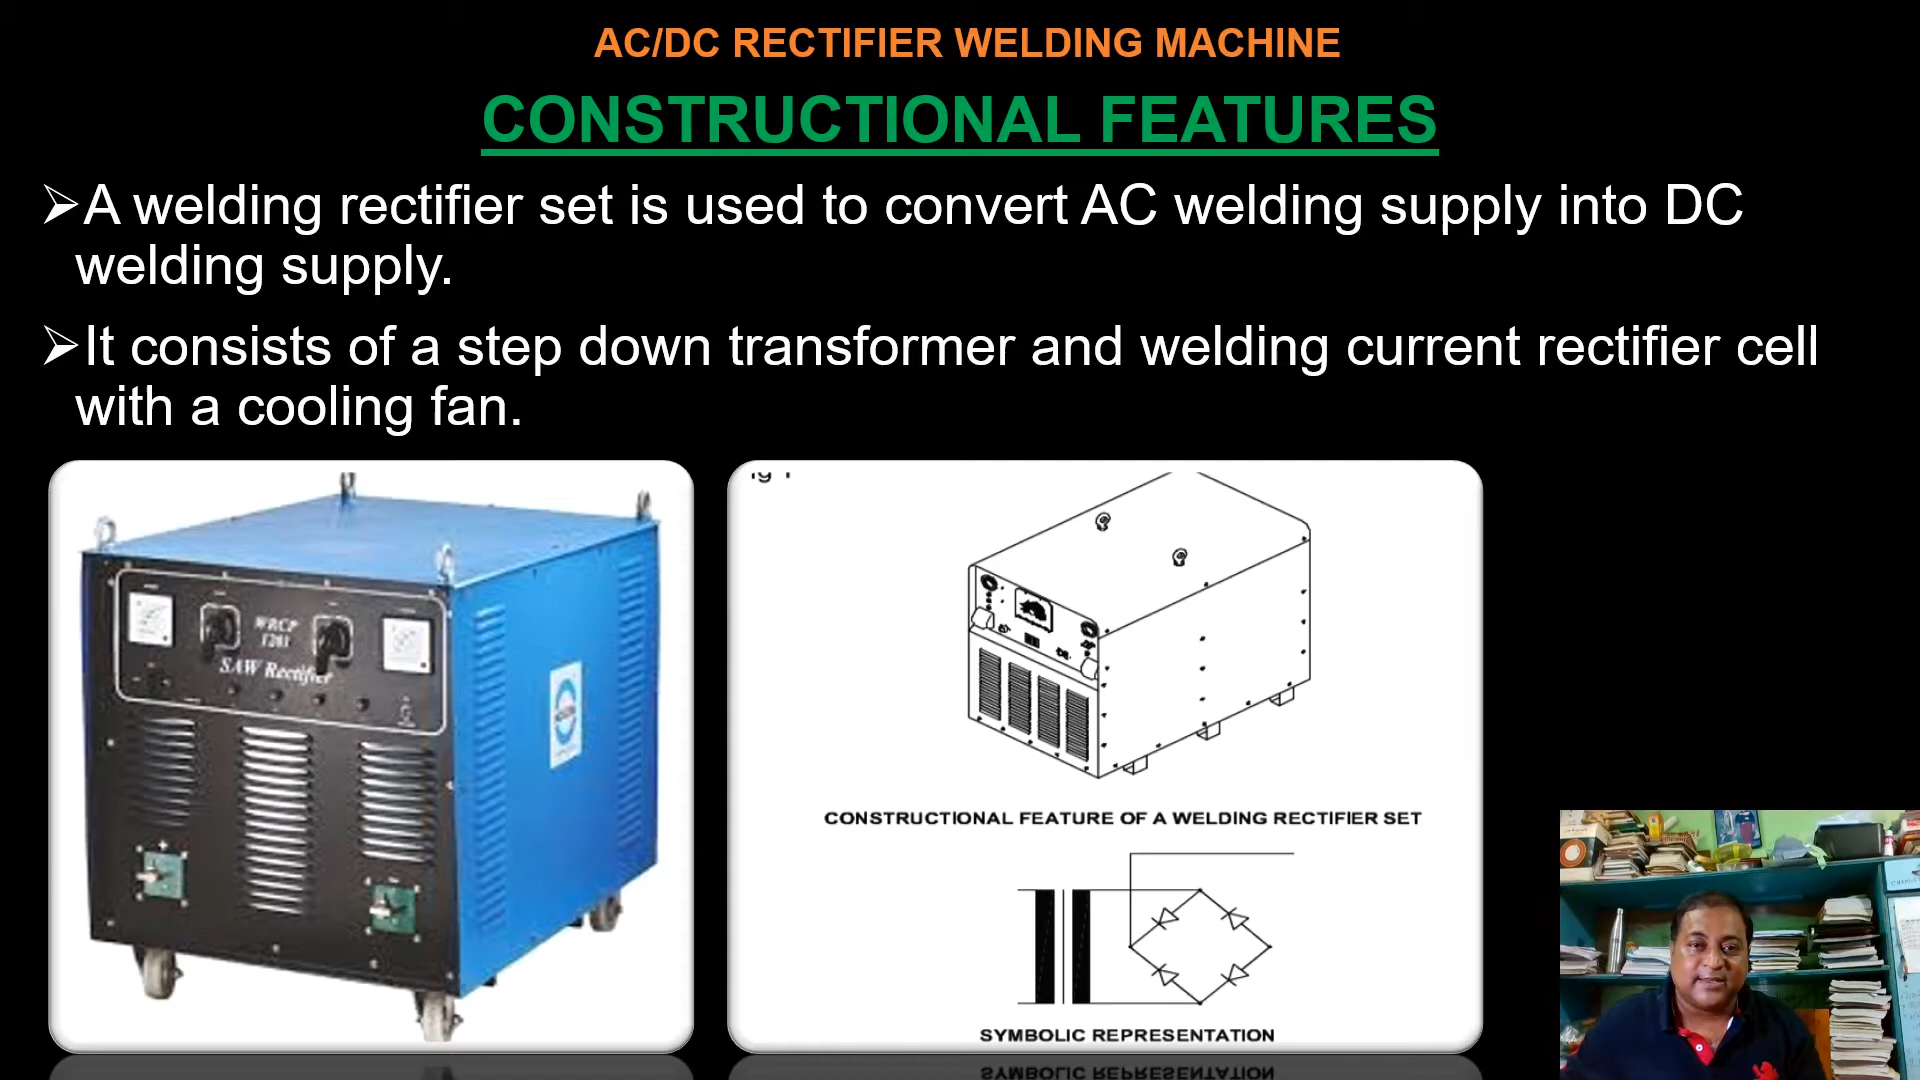 AC/DC RECTIFIER WELDING MACHINE
CONSTRUCTIONAL FEATURES
➢A welding rectifier set is used to convert AC welding supply into DC
welding supply.
➢It consists of a step down transformer and welding current rectifier cell
with a cooling fan.
WRCP
1201
SAW Rectifier
CONSTRUCTIONAL FEATURE OF A WELDING RECTIFIER SET
SYMBOLIC REPRESENTATION